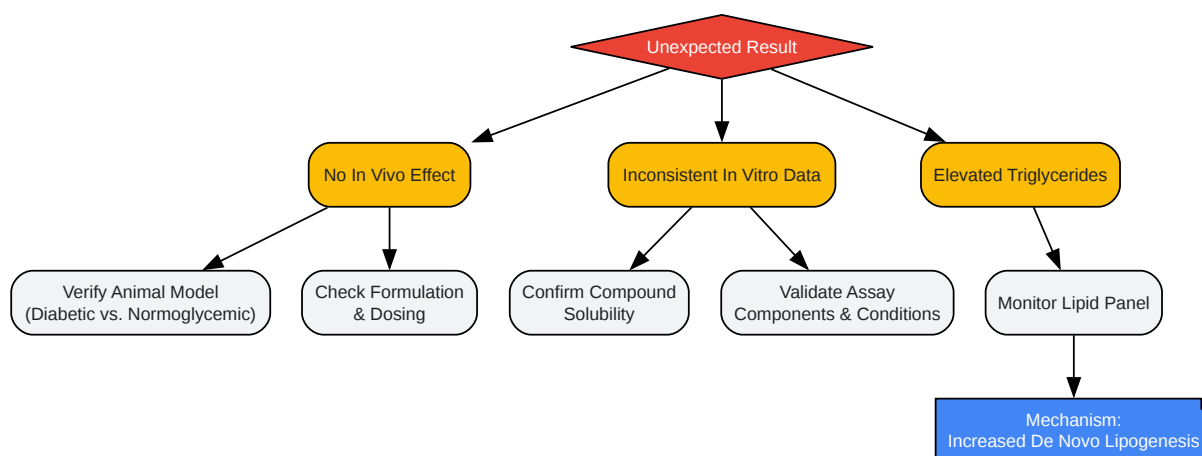 Unexpected Result
No In Vivo Effect
Inconsistent In Vitro Data
Elevated Triglycerides
Verify Animal Model
(Diabetic vs. Normoglycemic)
Check Formulation
& Dosing
Confirm Compound
Solubility
Validate Assay
Components & Conditions
Monitor Lipid Panel
Mechanism:
Increased De Novo Lipogenesis